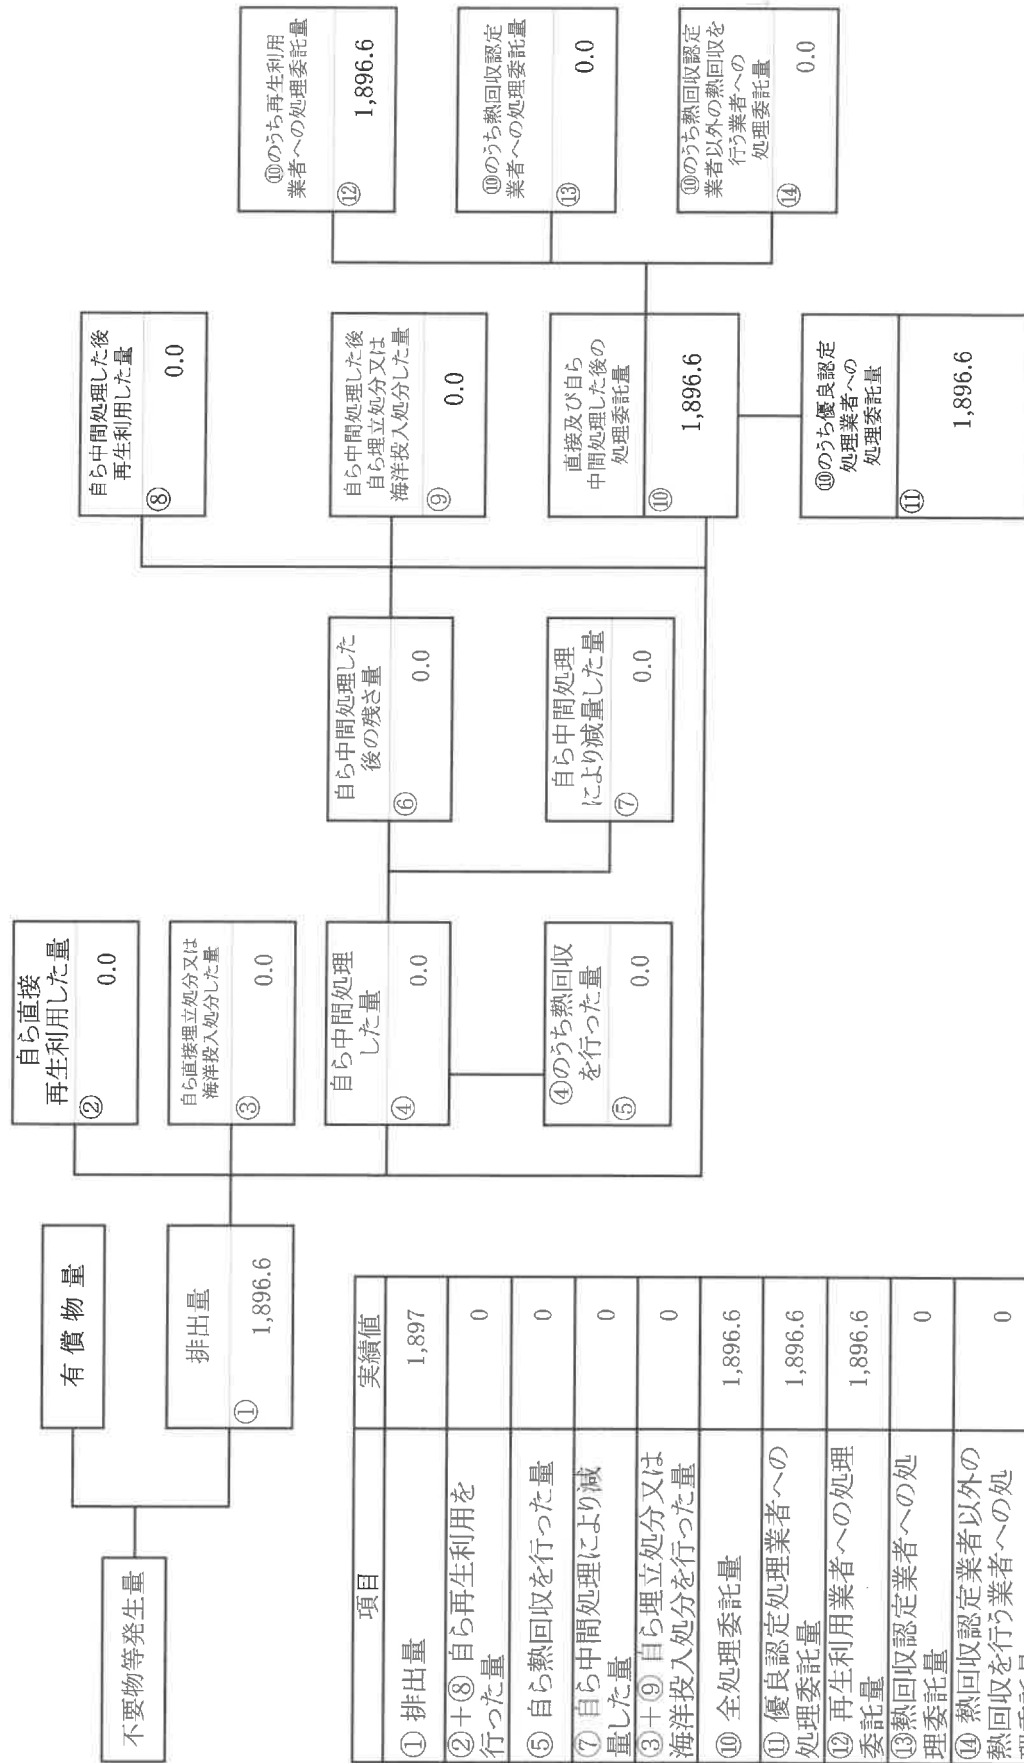 不要物等発生量
有償物量
排出量
①
1,896.6
自ら直接
再生利用した量
②
0.0
自ら直接埋立処分又は
海洋投入処分した量
③
0.0
自ら中間処理
した量
④
0.0
④のうち熱回収
を行った量
⑤
0.0
自ら中間処理した
後の残さ量
⑥
0.0
自ら中間処理
により減量した量
⑦
0.0
自ら中間処理した後
再生利用した量
⑧
0.0
自ら中間処理した後
自ら埋立処分又は
海洋投入処分した量
⑨
0.0
直接及び自ら
中間処理した後の
処理委託量
⑩
1,896.6
⑩のうち優良認定
処理業者への
処理委託量
⑪
1,896.6
⑩のうち再生利用
業者への処理委託量
⑫
1,896.6
⑩のうち熱回収認定
業者への処理委託量
⑬
0.0
⑩のうち熱回収認定
業者以外の熱回収を
行う業者への
処理委託量
⑭
0.0
項目 実績値
① 排出量 1,897
②+⑧ 自ら再生利用を
行った量 0
⑤ 自ら熱回収を行った量 0
⑦ 自ら中間処理により減
量した量 0
③+⑨ 自ら埋立処分又は
海洋投入処分を行った量 0
⑩ 全処理委託量 1,896.6
⑪ 優良認定処理業者への
処理委託量 1,896.6
⑫ 再生利用業者への処理
委託量 1,896.6
⑬熱回収認定業者への処
理委託量 0
⑭ 熱回収認定業者以外の
熱回収を行う業者への処 0